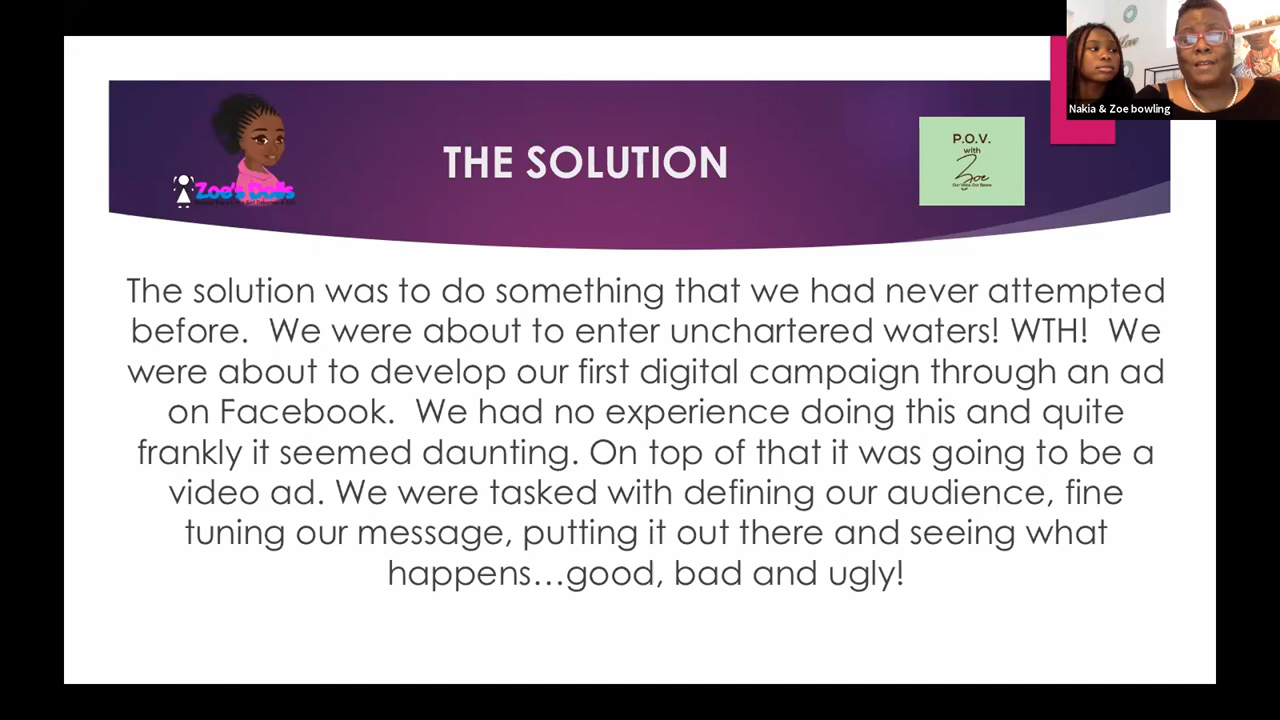 Nakia & Zoe bowling
THE SOLUTION
Zoe's Dolls
P.O.V.
with
Zoe
The solution was to do something that we had never attempted
before.  We were about to enter unchartered waters! WTH!  We
were about to develop our first digital campaign through an ad
on Facebook.  We had no experience doing this and quite
frankly it seemed daunting. On top of that it was going to be a
video ad. We were tasked with defining our audience, fine
tuning our message, putting it out there and seeing what
happens…good, bad and ugly!